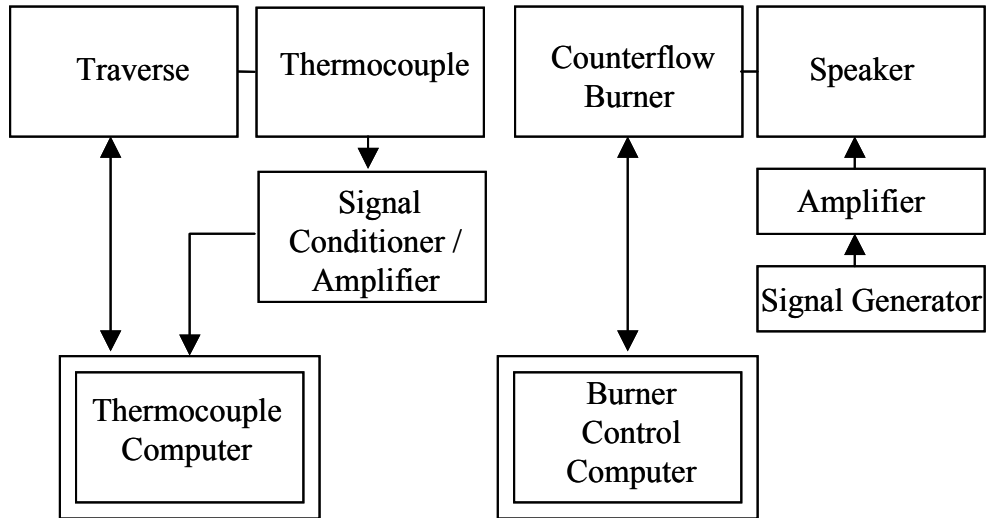 Traverse
Thermocouple
Counterflow
Burner
Speaker
Signal
Conditioner /
Amplifier
Amplifier
Signal Generator
Thermocouple
Computer
Burner
Control
Computer